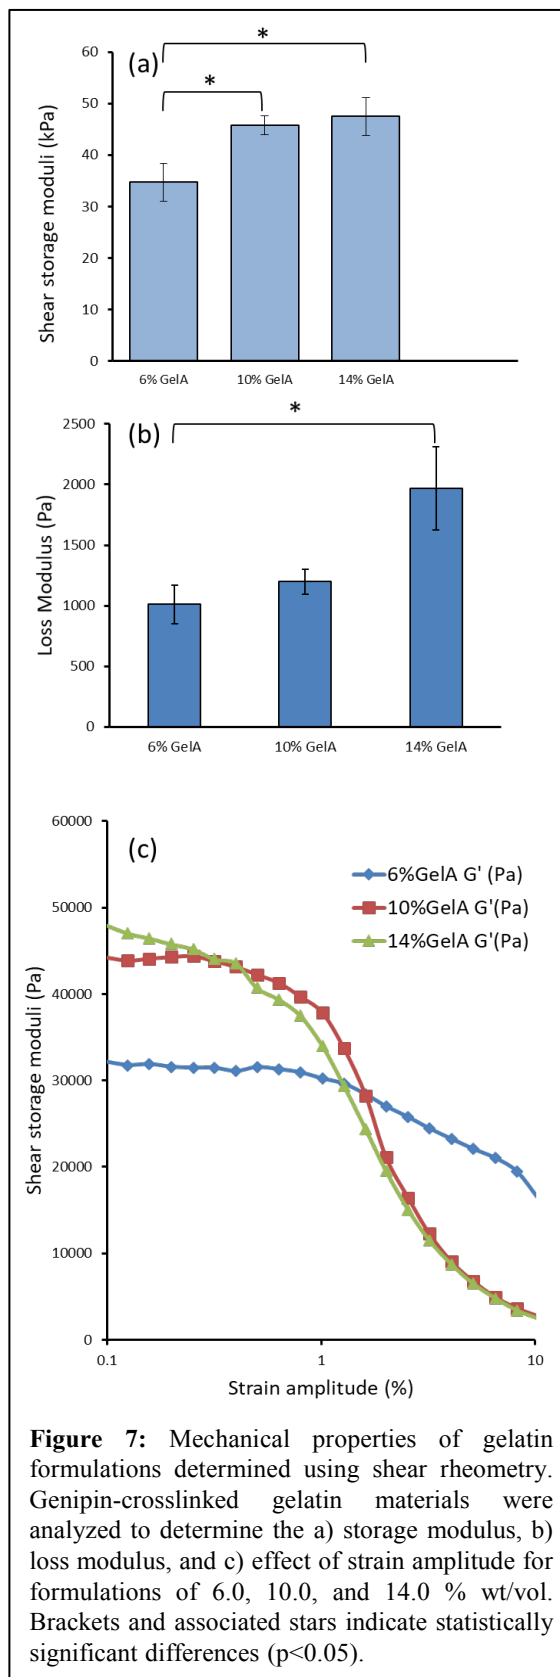 (a)
*
*
Shear storage moduli (kPa)
60
50
40
30
20
10
0
6% GelA 10% GelA 14% GelA
(b)
*
Loss Modulus (Pa)
2500
2000
1500
1000
500
0
6% GelA 10% GelA 14% GelA
(c)
6%GelA G' (Pa)
10%GelA G'(Pa)
14%GelA G'(Pa)
Shear storage moduli (Pa)
60000
50000
40000
30000
20000
10000
0
0.1 1 10
Strain amplitude (%)
Figure 7: Mechanical properties of gelatin
formulations determined using shear rheometry.
Genipin-crosslinked gelatin materials were
analyzed to determine the a) storage modulus, b)
loss modulus, and c) effect of strain amplitude for
formulations of 6.0, 10.0, and 14.0 % wt/vol.
Brackets and associated stars indicate statistically
significant differences (p<0.05).